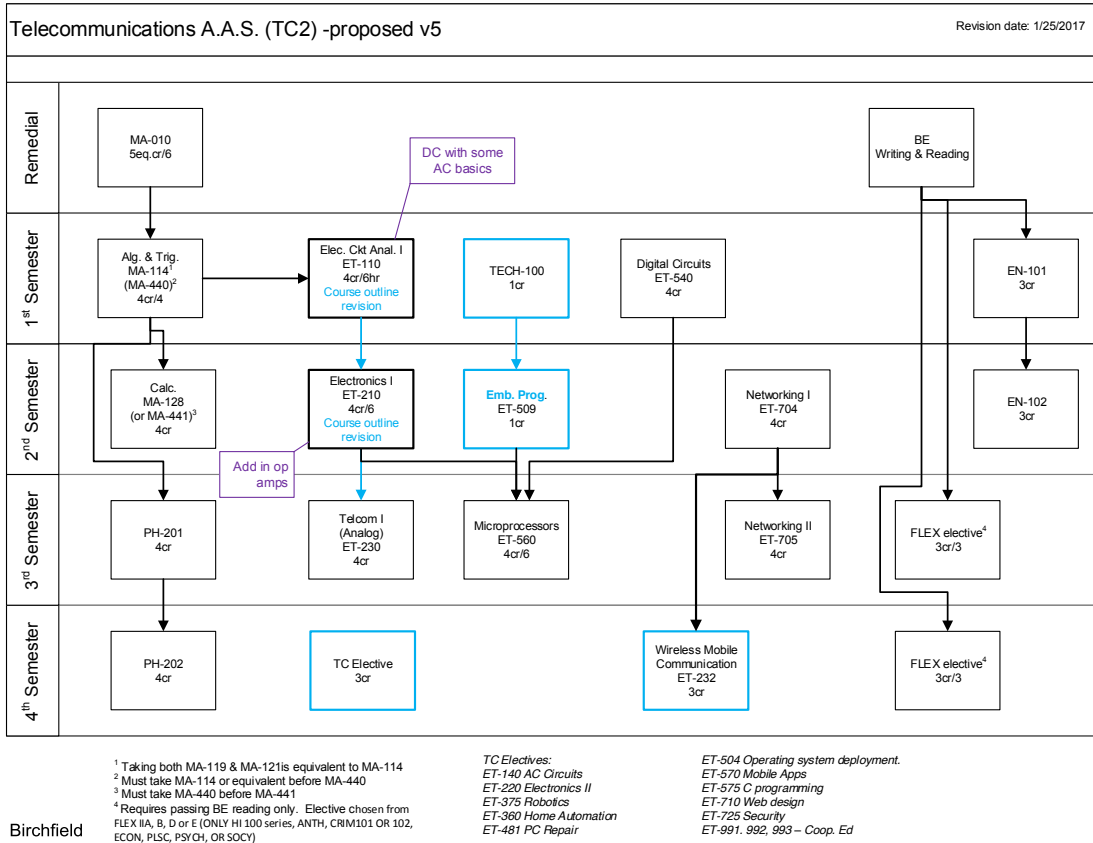 Telecommunications A.A.S. (TC2) -proposed v5
Revision date: 1/25/2017
Remedial
MA-010
5eq.cr/6
DC with some
AC basics
BE
Writing & Reading
1st Semester
Alg. & Trig.
MA-114¹
(MA-440)²
4cr/4
Elec. Ckt Anal. I
ET-110
4cr/6hr
Course outline
revision
TECH-100
1cr
Digital Circuits
ET-540
4cr
EN-101
3cr
2nd Semester
Calc.
MA-128
(or MA-441)³
4cr
Electronics I
ET-210
4cr/6
Course outline
revision
Emb. Prog.
ET-509
1cr
Networking I
ET-704
4cr
EN-102
3cr
Add in op
amps
3rd Semester
PH-201
4cr
Telcom I
(Analog)
ET-230
4cr
Microprocessors
ET-560
4cr/6
Networking II
ET-705
4cr
FLEX elective⁴
3cr/3
4th Semester
PH-202
4cr
TC Elective
3cr
Wireless Mobile
Communication
ET-232
3cr
FLEX elective⁴
3cr/3
Birchfield
¹ Taking both MA-119 & MA-121is equivalent to MA-114
² Must take MA-114 or equivalent before MA-440
³ Must take MA-440 before MA-441
⁴ Requires passing BE reading only. Elective chosen from
FLEX IIA, B, D or E (ONLY HI 100 series, ANTH, CRIM101 OR 102,
ECON, PLSC, PSYCH, OR SOCY)
TC Electives:
ET-140 AC Circuits
ET-220 Electronics II
ET-375 Robotics
ET-360 Home Automation
ET-481 PC Repair
ET-504 Operating system deployment.
ET-570 Mobile Apps
ET-575 C programming
ET-710 Web design
ET-725 Security
ET-991. 992, 993 – Coop. Ed